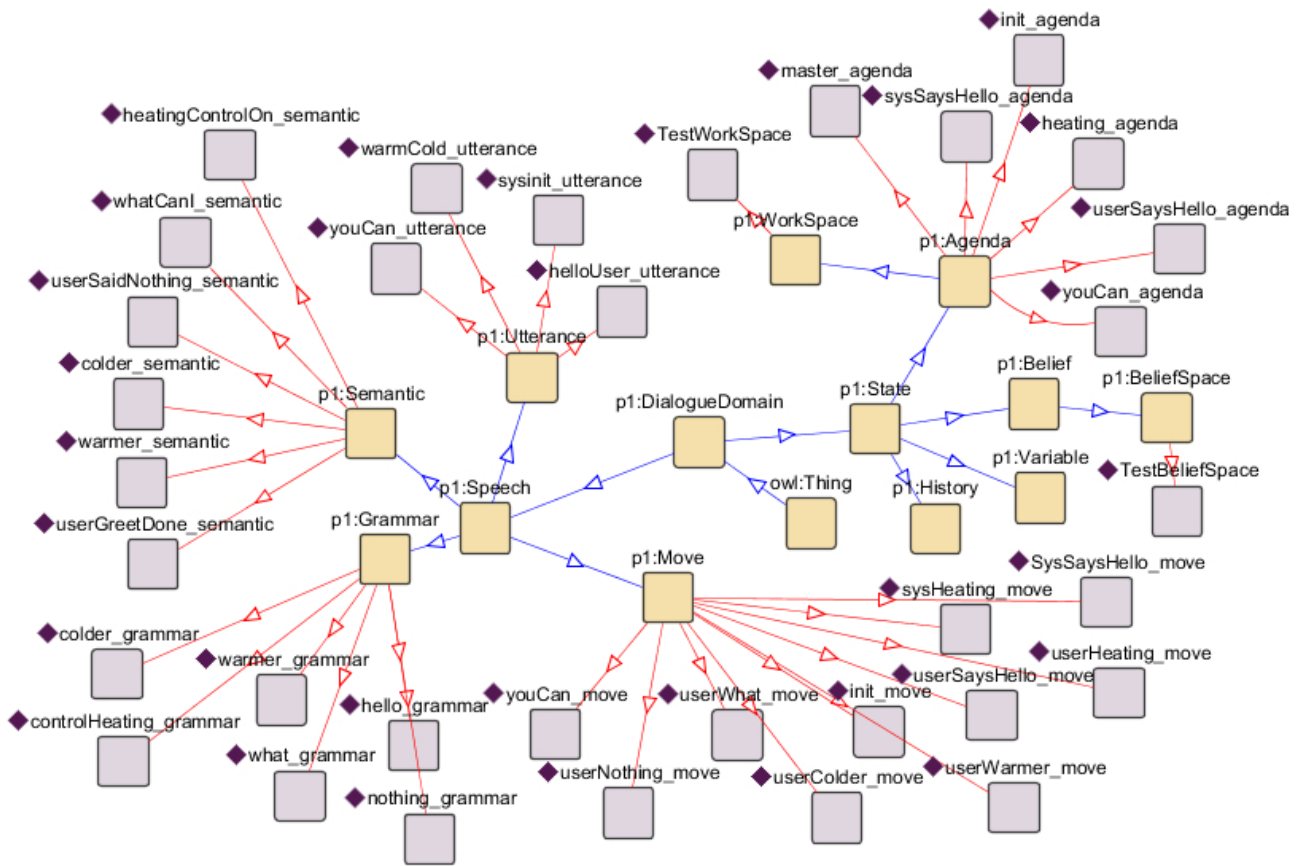 init_agenda
master_agenda
sysSaysHello_agenda
heatingControlOn_semantic
TestWorkSpace
heating_agenda
warmCold_utterance
sysinit_utterance
whatCanI_semantic
userSaysHello_agenda
p1:WorkSpace
youCan_utterance
p1:Agenda
helloUser_utterance
userSaidNothing_semantic
youCan_agenda
p1:Utterance
colder_semantic
p1:Belief
p1:BeliefSpace
p1:Semantic
p1:State
p1:DialogueDomain
warmer_semantic
p1:Variable
TestBeliefSpace
owl:Thing
p1:Speech
p1:History
userGreetDone_semantic
p1:Grammar
p1:Move
SysSaysHello_move
sysHeating_move
colder_grammar
warmer_grammar
userHeating_move
userSaysHello_move
youCan_move
userWhat_move
init_move
hello_grammar
controlHeating_grammar
what_grammar
userNothing_move
userColder_move
userWarmer_move
nothing_grammar